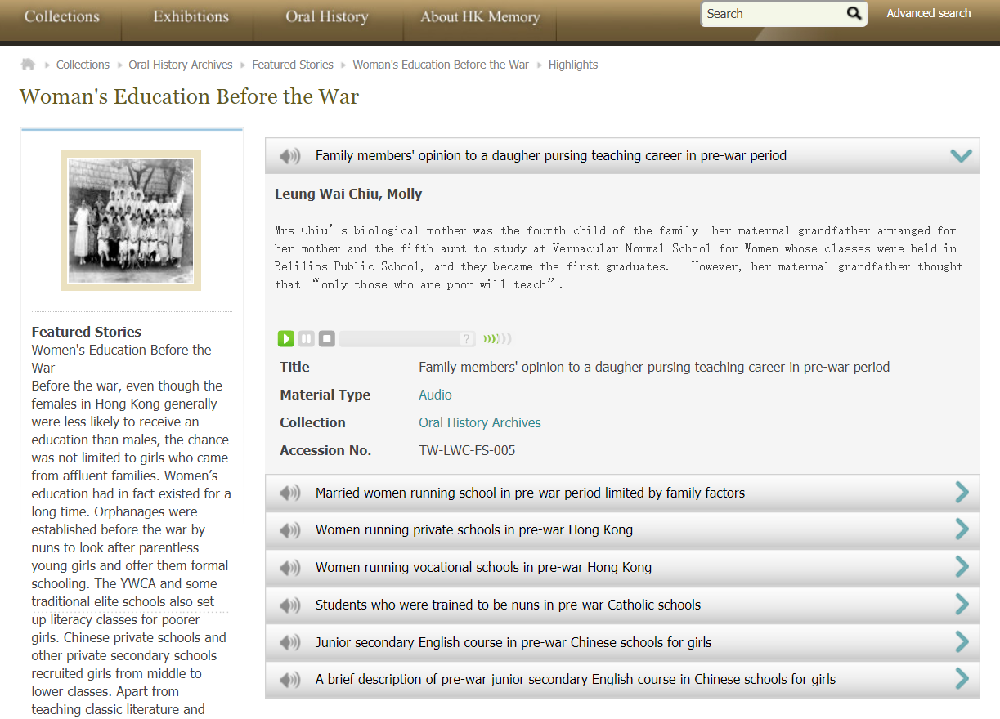 Collections
Exhibitions
Oral History
About HK Memory
Search
Advanced search
Collections
Oral History Archives
Featured Stories
Woman's Education Before the War
Highlights
Woman's Education Before the War
Featured Stories
Women's Education Before the
War
Before the war, even though the
females in Hong Kong generally
were less likely to receive an
education than males, the chance
was not limited to girls who came
from affluent families. Women’s
education had in fact existed for a
long time. Orphanages were
established before the war by
nuns to look after parentless
young girls and offer them formal
schooling. The YWCA and some
traditional elite schools also set
up literacy classes for poorer
girls. Chinese private schools and
other private secondary schools
recruited girls from middle to
lower classes. Apart from
teaching classic literature and
Family members' opinion to a daugher pursing teaching career in pre-war period
Leung Wai Chiu, Molly
Mrs Chiu’s biological mother was the fourth child of the family; her maternal grandfather arranged for
her mother and the fifth aunt to study at Vernacular Normal School for Women whose classes were held in
Belilios Public School, and they became the first graduates. However, her maternal grandfather thought
that “only those who are poor will teach”.
?
Title Family members' opinion to a daugher pursing teaching career in pre-war period
Material Type Audio
Collection Oral History Archives
Accession No. TW-LWC-FS-005
Married women running school in pre-war period limited by family factors
Women running private schools in pre-war Hong Kong
Women running vocational schools in pre-war Hong Kong
Students who were trained to be nuns in pre-war Catholic schools
Junior secondary English course in pre-war Chinese schools for girls
A brief description of pre-war junior secondary English course in Chinese schools for girls